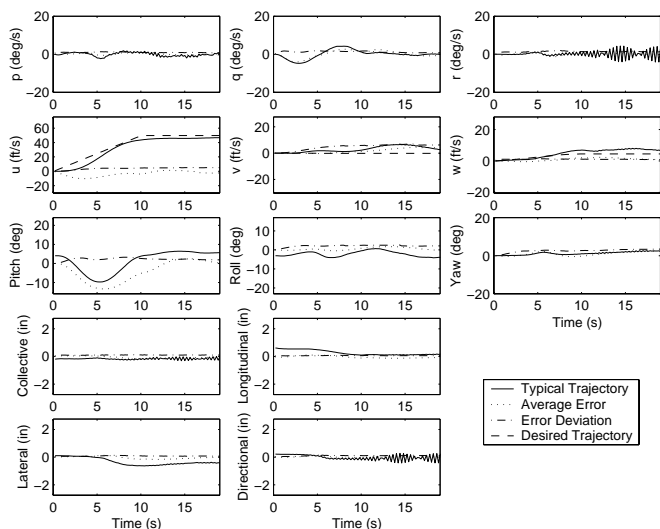 p (deg/s)
20
0
−20
0 5 10 15
q (deg/s)
20
0
−20
0 5 10 15
r (deg/s)
20
0
−20
0 5 10 15
u (ft/s)
60
40
20
0
−20
0 5 10 15
v (ft/s)
20
0
−20
0 5 10 15
w (ft/s)
20
0
−20
0 5 10 15
Pitch (deg)
20
10
0
−10
0 5 10 15
Roll (deg)
20
10
0
−10
−20
0 5 10 15
Yaw (deg)
20
0
−20
0 5 10 15
Time (s)
Collective (in)
2
0
−2
0 5 10 15
Longitudinal (in)
2
0
−2
0 5 10 15
Lateral (in)
2
0
−2
0 5 10 15
Time (s)
Directional (in)
2
0
−2
0 5 10 15
Time (s)
Typical Trajectory
Average Error
Error Deviation
Desired Trajectory